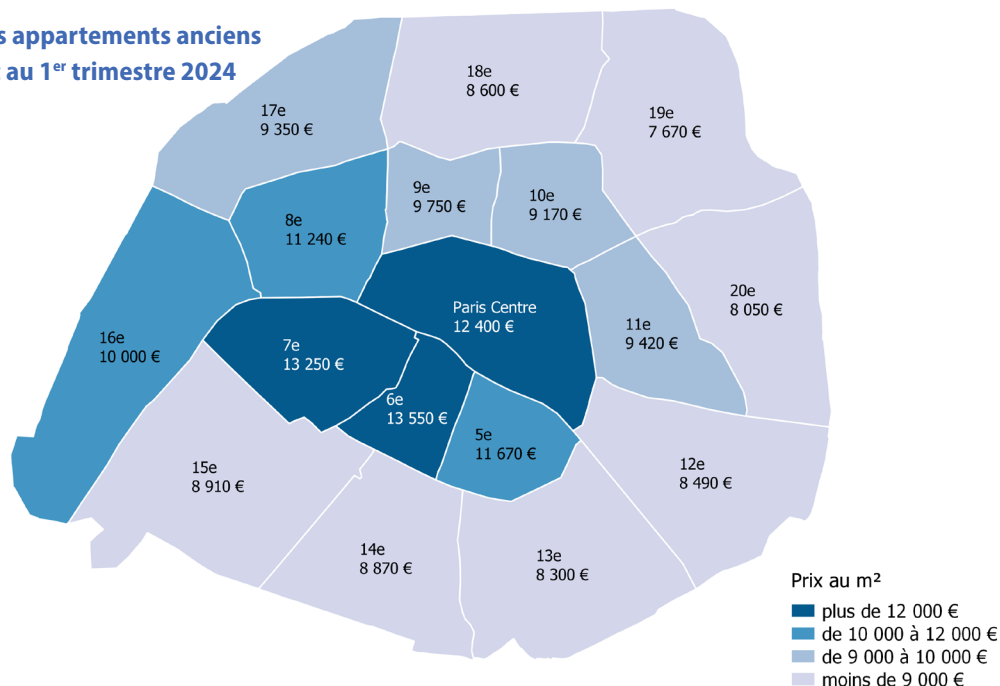 s appartements anciens
au 1er trimestre 2024
18e
8 600 €
17e
9 350 €
19e
7 670 €
9e
9 750 €
10e
9 170 €
8e
11 240 €
20e
8 050 €
Paris Centre
12 400 €
11e
9 420 €
16e
10 000 €
7e
13 250 €
6e
13 550 €
5e
11 670 €
15e
8 910 €
12e
8 490 €
14e
8 870 €
13e
8 300 €
Prix au m²
plus de 12 000 €
de 10 000 à 12 000 €
de 9 000 à 10 000 €
moins de 9 000 €